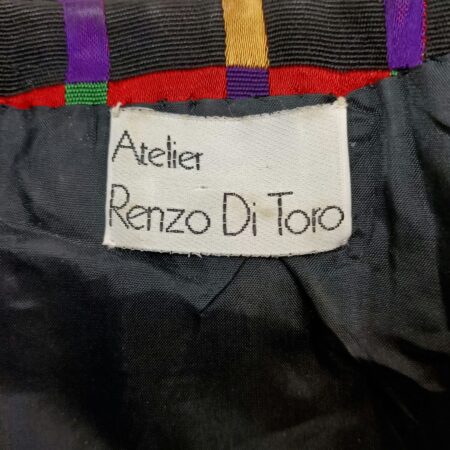 Atelier
Renzo Di Toro